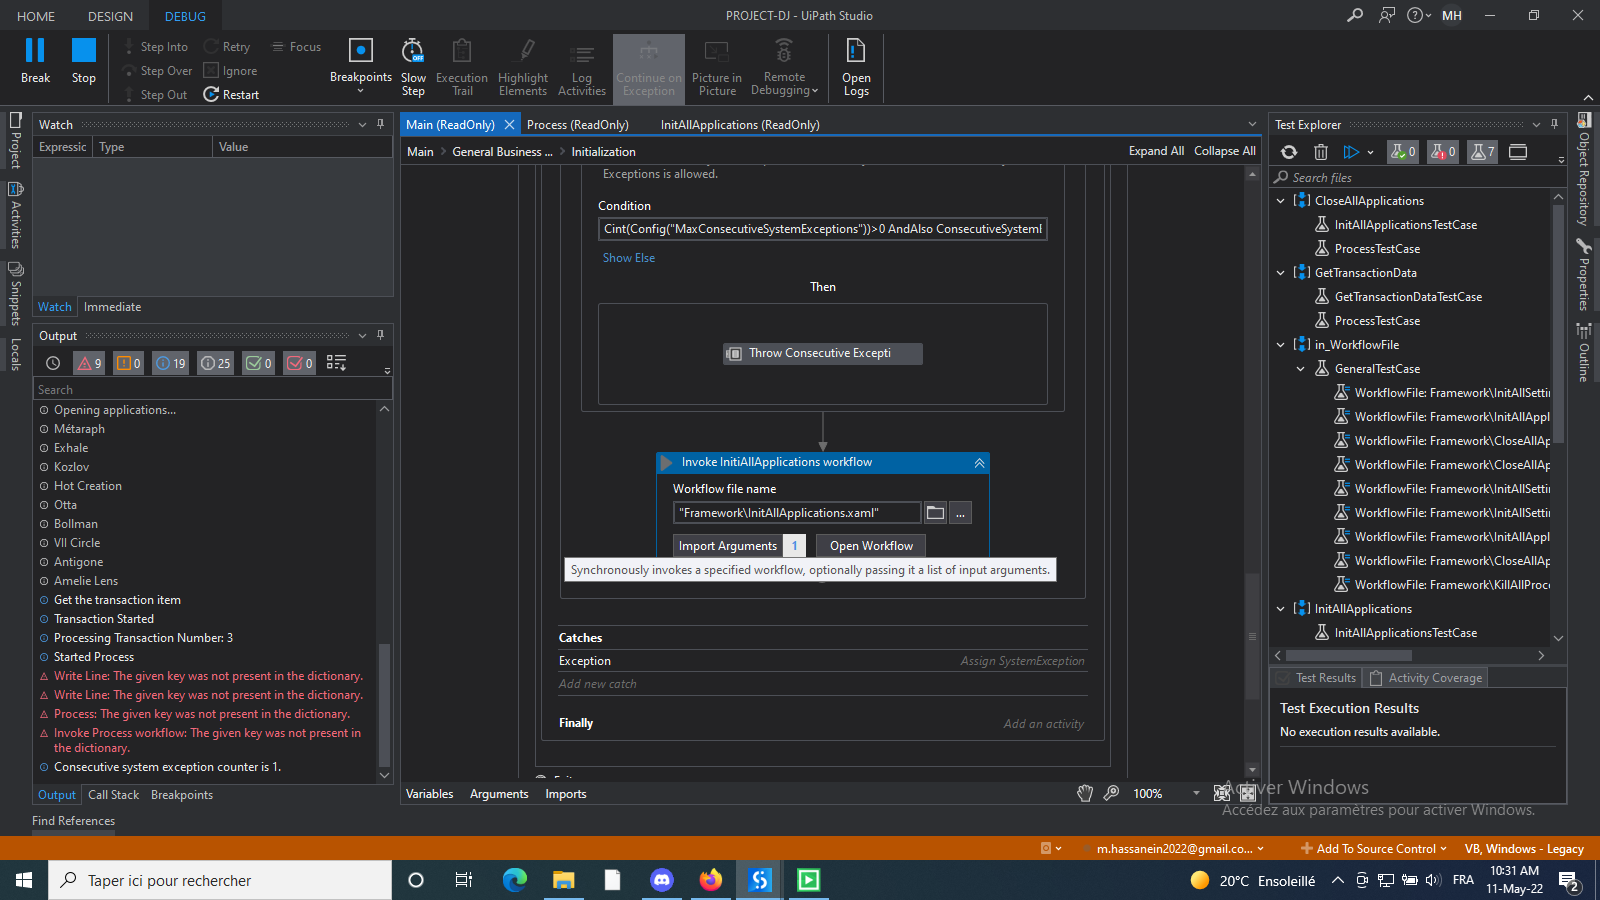 HOME DESIGN DEBUG
PROJECT-DJ - UiPath Studio
MH
Break
Stop
Step Into
Step Over
Step Out
Retry
Ignore
Restart
Focus
Breakpoints
Slow
Step
Execution
Trail
Highlight
Elements
Log
Activities
Continue on
Exception
Picture in
Picture
Remote
Debugging
Open
Logs
Project
Activities
Snippets
Locals
Watch
Expressic Type Value
Watch Immediate
Output
9 0 19 25 0 0
Search
Opening applications...
Métaraph
Exhale
Kozlov
Hot Creation
Otta
Bollman
VII Circle
Antigone
Amelie Lens
Get the transaction item
Transaction Started
Processing Transaction Number: 3
Started Process
Write Line: The given key was not present in the dictionary.
Write Line: The given key was not present in the dictionary.
Process: The given key was not present in the dictionary.
Invoke Process workflow: The given key was not present in
the dictionary.
Consecutive system exception counter is 1.
Output Call Stack Breakpoints
Find References
Main (ReadOnly) Process (ReadOnly) InitAllApplications (ReadOnly)
Main General Business ... Initialization
Expand All Collapse All
Exceptions is allowed.
Condition
Cint(Config("MaxConsecutiveSystemExceptions"))>0 AndAlso ConsecutiveSystemE
Show Else
Then
Throw Consecutive Excepti
Invoke InitiAllApplications workflow
Workflow file name
"Framework\InitAllApplications.xaml"
...
Import Arguments 1 Open Workflow
Synchronously invokes a specified workflow, optionally passing it a list of input arguments.
Catches
Exception Assign SystemException
Add new catch
Finally Add an activity
Variables Arguments Imports
100%
Test Explorer
0 0 7
Search files
CloseAllApplications
InitAllApplicationsTestCase
ProcessTestCase
GetTransactionData
GetTransactionDataTestCase
ProcessTestCase
in_WorkflowFile
GeneralTestCase
WorkflowFile: Framework\InitAllSetti
WorkflowFile: Framework\InitAllAppl
WorkflowFile: Framework\CloseAllAp
WorkflowFile: Framework\CloseAllAp
WorkflowFile: Framework\InitAllSetti
WorkflowFile: Framework\InitAllSetti
WorkflowFile: Framework\InitAllAppl
WorkflowFile: Framework\CloseAllAp
WorkflowFile: Framework\KillAllProce
InitAllApplications
InitAllApplicationsTestCase
Test Results Activity Coverage
Test Execution Results
No execution results available.
Object Repository
Properties
Outline
Activer Windows
Accédez aux paramètres pour activer Windows.
m.hassanein2022@gmail.co...
Add To Source Control
VB, Windows - Legacy
Taper ici pour rechercher
20°C Ensoleillé
FRA
10:31 AM
11-May-22
2